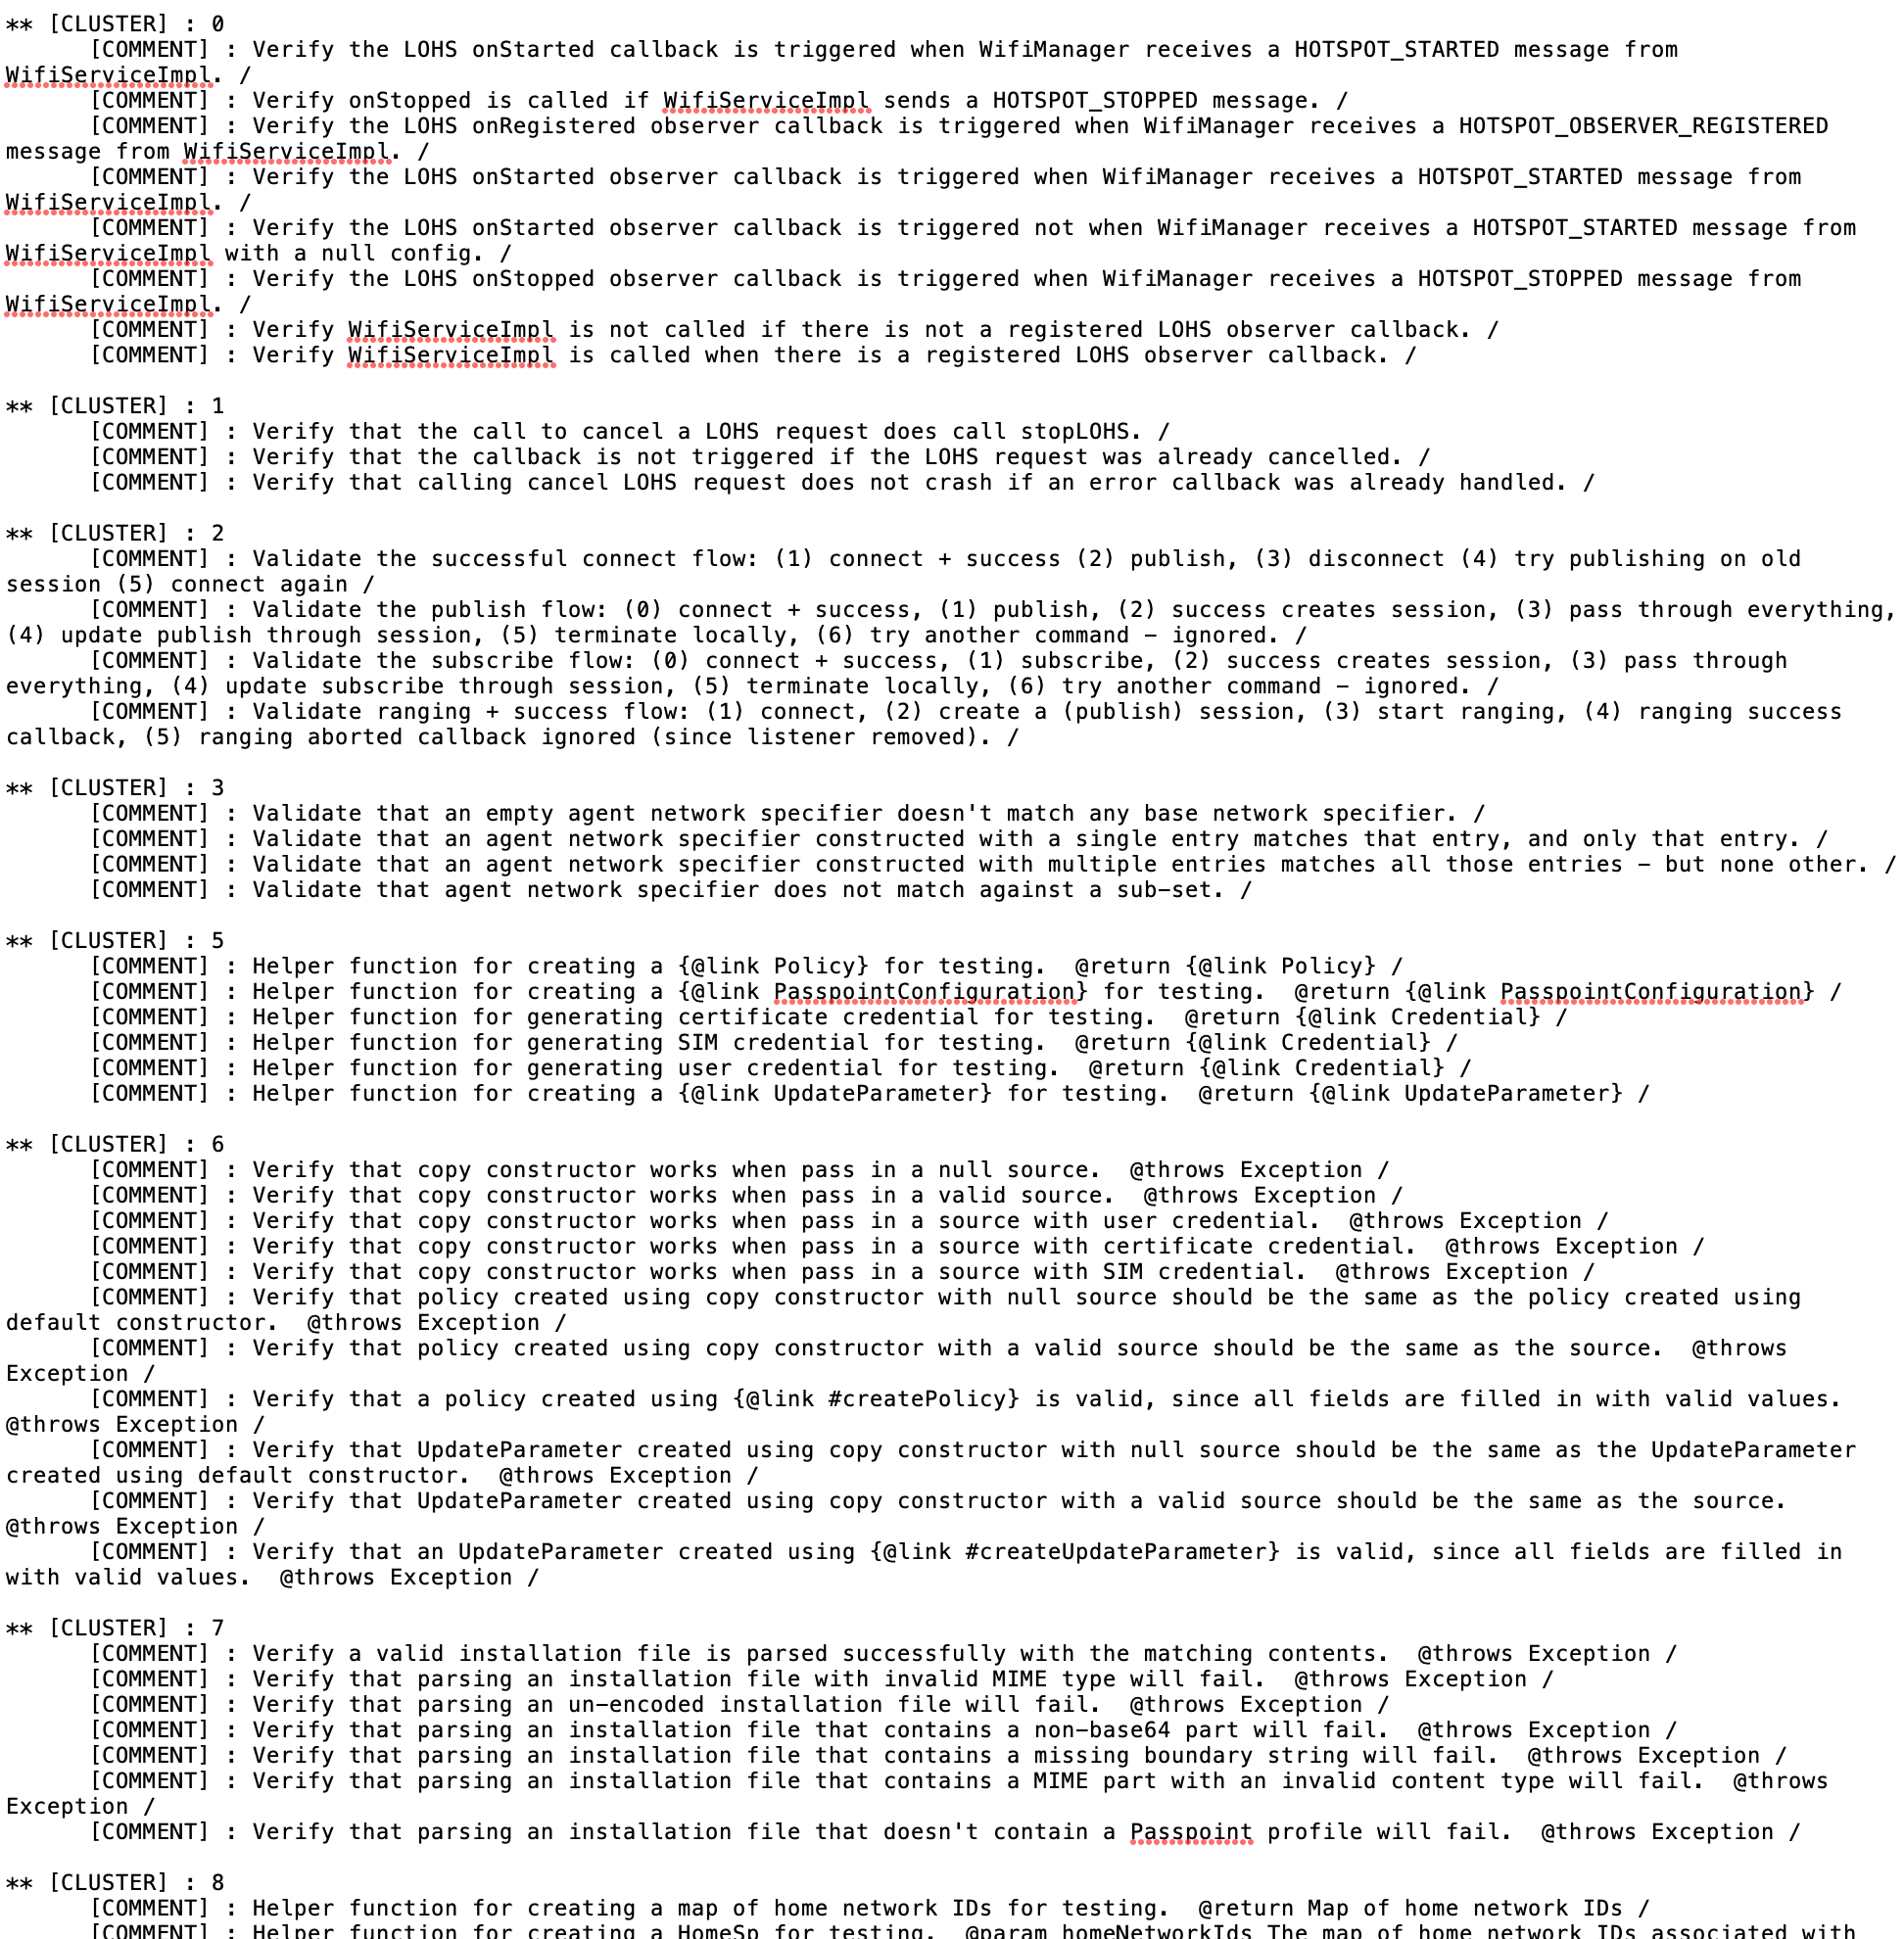 ** [CLUSTER] : 0
[COMMENT] : Verify the LOHS onStarted callback is triggered when WifiManager receives a HOTSPOT_STARTED message from
WifiServiceImpl. /
[COMMENT] : Verify onStopped is called if WifiServiceImpl sends a HOTSPOT_STOPPED message. /
[COMMENT] : Verify the LOHS onRegistered observer callback is triggered when WifiManager receives a HOTSPOT_OBSERVER_REGISTERED
message from WifiServiceImpl. /
[COMMENT] : Verify the LOHS onStarted observer callback is triggered when WifiManager receives a HOTSPOT_STARTED message from
WifiServiceImpl. /
[COMMENT] : Verify the LOHS onStarted observer callback is triggered not when WifiManager receives a HOTSPOT_STARTED message from
WifiServiceImpl with a null config. /
[COMMENT] : Verify the LOHS onStopped observer callback is triggered when WifiManager receives a HOTSPOT_STOPPED message from
WifiServiceImpl. /
[COMMENT] : Verify WifiServiceImpl is not called if there is not a registered LOHS observer callback. /
[COMMENT] : Verify WifiServiceImpl is called when there is a registered LOHS observer callback. /
** [CLUSTER] : 1
[COMMENT] : Verify that the call to cancel a LOHS request does call stopLOHS. /
[COMMENT] : Verify that the callback is not triggered if the LOHS request was already cancelled. /
[COMMENT] : Verify that calling cancel LOHS request does not crash if an error callback was already handled. /
** [CLUSTER] : 2
[COMMENT] : Validate the successful connect flow: (1) connect + success (2) publish, (3) disconnect (4) try publishing on old
session (5) connect again /
[COMMENT] : Validate the publish flow: (0) connect + success, (1) publish, (2) success creates session, (3) pass through everything,
(4) update publish through session, (5) terminate locally, (6) try another command – ignored. /
[COMMENT] : Validate the subscribe flow: (0) connect + success, (1) subscribe, (2) success creates session, (3) pass through
everything, (4) update subscribe through session, (5) terminate locally, (6) try another command – ignored. /
[COMMENT] : Validate ranging + success flow: (1) connect, (2) create a (publish) session, (3) start ranging, (4) ranging success
callback, (5) ranging aborted callback ignored (since listener removed). /
** [CLUSTER] : 3
[COMMENT] : Validate that an empty agent network specifier doesn't match any base network specifier. /
[COMMENT] : Validate that an agent network specifier constructed with a single entry matches that entry, and only that entry. /
[COMMENT] : Validate that an agent network specifier constructed with multiple entries matches all those entries – but none other. /
[COMMENT] : Validate that agent network specifier does not match against a sub-set. /
** [CLUSTER] : 5
[COMMENT] : Helper function for creating a {@link Policy} for testing.  @return {@link Policy} /
[COMMENT] : Helper function for creating a {@link PasspointConfiguration} for testing.  @return {@link PasspointConfiguration} /
[COMMENT] : Helper function for generating certificate credential for testing.  @return {@link Credential} /
[COMMENT] : Helper function for generating SIM credential for testing.  @return {@link Credential} /
[COMMENT] : Helper function for generating user credential for testing.  @return {@link Credential} /
[COMMENT] : Helper function for creating a {@link UpdateParameter} for testing.  @return {@link UpdateParameter} /
** [CLUSTER] : 6
[COMMENT] : Verify that copy constructor works when pass in a null source.  @throws Exception /
[COMMENT] : Verify that copy constructor works when pass in a valid source.  @throws Exception /
[COMMENT] : Verify that copy constructor works when pass in a source with user credential.  @throws Exception /
[COMMENT] : Verify that copy constructor works when pass in a source with certificate credential.  @throws Exception /
[COMMENT] : Verify that copy constructor works when pass in a source with SIM credential.  @throws Exception /
[COMMENT] : Verify that policy created using copy constructor with null source should be the same as the policy created using
default constructor.  @throws Exception /
[COMMENT] : Verify that policy created using copy constructor with a valid source should be the same as the source.  @throws
Exception /
[COMMENT] : Verify that a policy created using {@link #createPolicy} is valid, since all fields are filled in with valid values.
@throws Exception /
[COMMENT] : Verify that UpdateParameter created using copy constructor with null source should be the same as the UpdateParameter
created using default constructor.  @throws Exception /
[COMMENT] : Verify that UpdateParameter created using copy constructor with a valid source should be the same as the source.
@throws Exception /
[COMMENT] : Verify that an UpdateParameter created using {@link #createUpdateParameter} is valid, since all fields are filled in
with valid values.  @throws Exception /
** [CLUSTER] : 7
[COMMENT] : Verify a valid installation file is parsed successfully with the matching contents.  @throws Exception /
[COMMENT] : Verify that parsing an installation file with invalid MIME type will fail.  @throws Exception /
[COMMENT] : Verify that parsing an un-encoded installation file will fail.  @throws Exception /
[COMMENT] : Verify that parsing an installation file that contains a non-base64 part will fail.  @throws Exception /
[COMMENT] : Verify that parsing an installation file that contains a missing boundary string will fail.  @throws Exception /
[COMMENT] : Verify that parsing an installation file that contains a MIME part with an invalid content type will fail.  @throws
Exception /
[COMMENT] : Verify that parsing an installation file that doesn't contain a Passpoint profile will fail.  @throws Exception /
** [CLUSTER] : 8
[COMMENT] : Helper function for creating a map of home network IDs for testing.  @return Map of home network IDs /
[COMMENT] : Helper function for creating a HomeSp for testing.  @param homeNetworkIds The map of home network IDs associated with